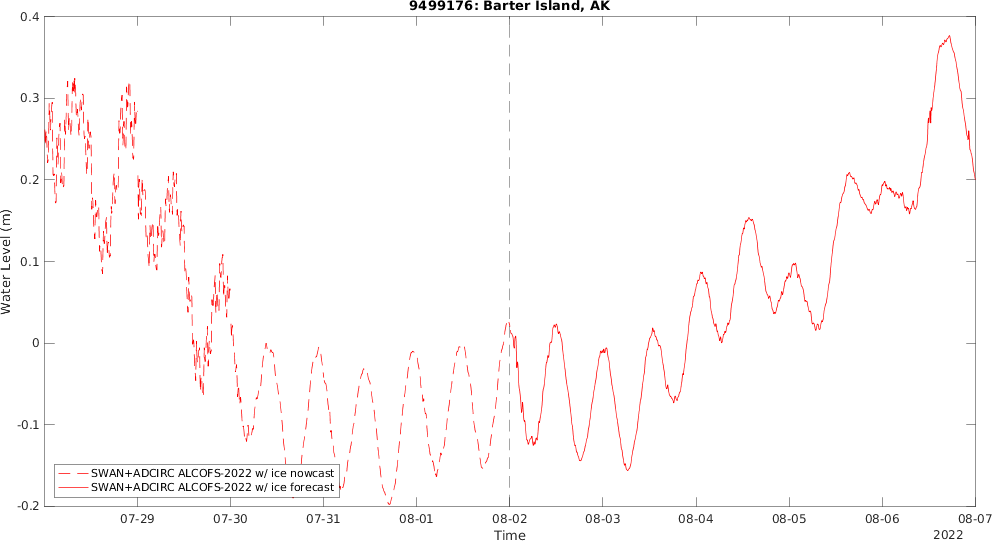 9499176: Barter Island, AK
0.4
0.3
0.2
0.1
0
-0.1
-0.2
Water Level (m)
SWAN+ADCIRC ALCOFS-2022 w/ ice nowcast
SWAN+ADCIRC ALCOFS-2022 w/ ice forecast
07-29 07-30 07-31 08-01 08-02 08-03 08-04 08-05 08-06 08-07
Time
2022